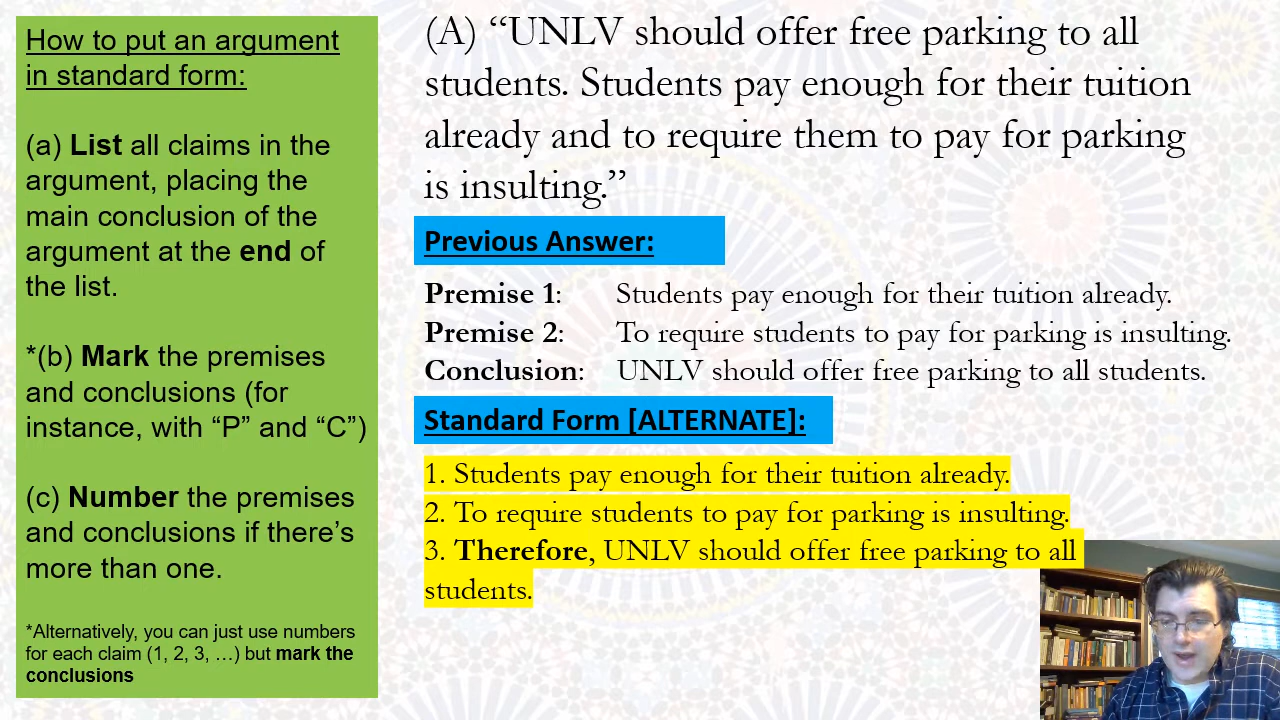 How to put an argument
in standard form:
(a) List all claims in the
argument, placing the
main conclusion of the
argument at the end of
the list.
*(b) Mark the premises
and conclusions (for
instance, with “P” and “C”)
(c) Number the premises
and conclusions if there’s
more than one.
*Alternatively, you can just use numbers
for each claim (1, 2, 3, …) but mark the
conclusions
(A) “UNLV should offer free parking to all
students. Students pay enough for their tuition
already and to require them to pay for parking
is insulting.”
Previous Answer:
Premise 1: Students pay enough for their tuition already.
Premise 2: To require students to pay for parking is insulting.
Conclusion: UNLV should offer free parking to all students.
Standard Form [ALTERNATE]:
1. Students pay enough for their tuition already.
2. To require students to pay for parking is insulting.
3. Therefore, UNLV should offer free parking to all
students.